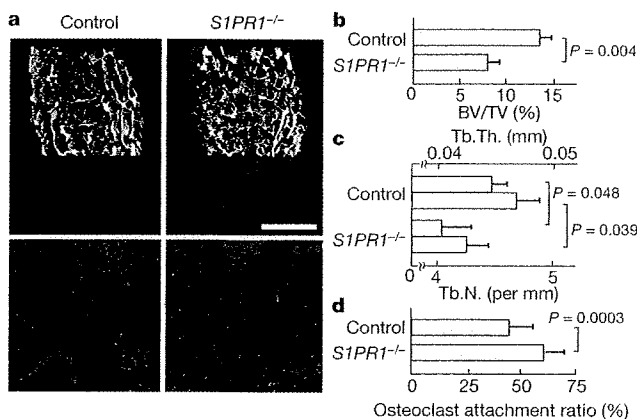 a
Control
S1PR1−/−
b
Control
S1PR1−/−
P = 0.004
0 5 10 15
BV/TV (%)
c
Tb.Th. (mm)
0 0.04 0.05
Control
S1PR1−/−
P = 0.048
P = 0.039
0 4 5
Tb.N. (per mm)
d
Control
S1PR1−/−
P = 0.0003
0 25 50 75
Osteoclast attachment ratio (%)